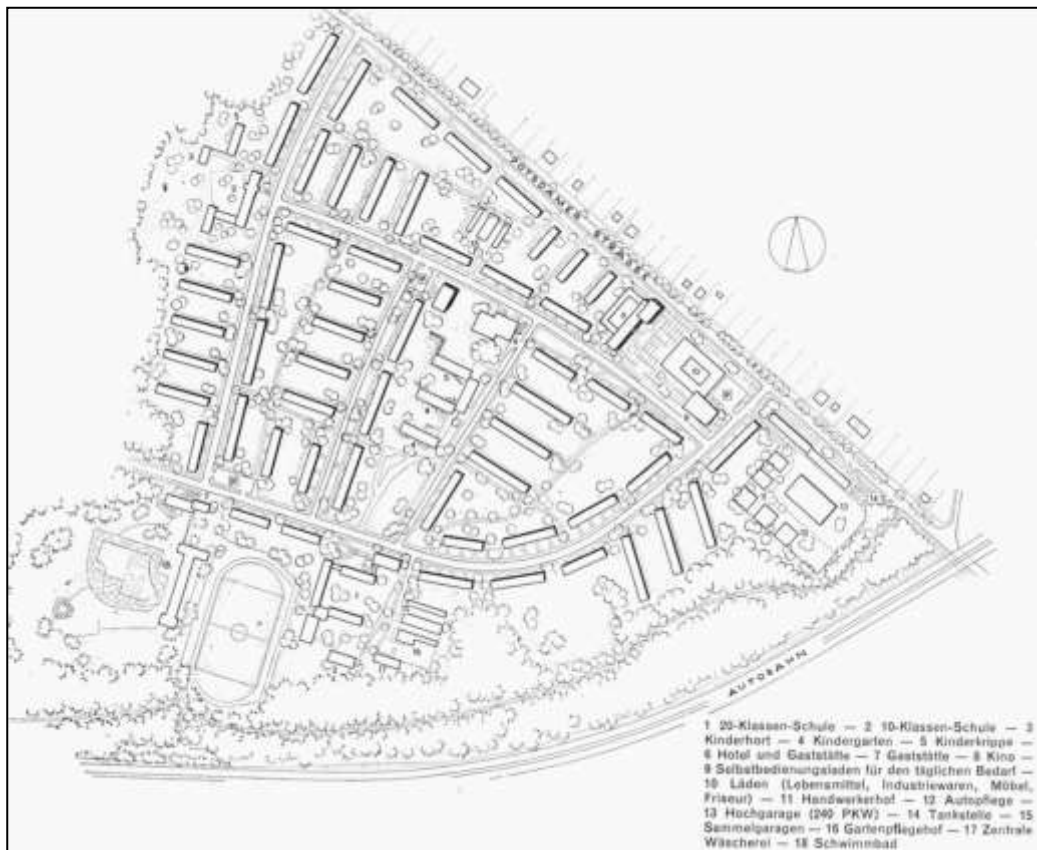 POTSDAMER STRASSE
14
AUTOBAHN
1 20-Klassen-Schule — 2 10-Klassen-Schule — 3
Kinderhort — 4 Kindergarten — 5 Kinderkrippe —
6 Hotel und Gaststätte — 7 Gaststätte — 8 Kino —
9 Selbstbedienungsladen für den täglichen Bedarf —
10 Läden (Lebensmittel, Industriewaren, Möbel,
Friseur) — 11 Handwerkerhof — 12 Autopflege —
13 Hochgarage (240 PKW) — 14 Tankstelle — 15
Sammelgaragen — 16 Gartenpflegehof — 17 Zentrale
Wäscherei — 18 Schwimmbad